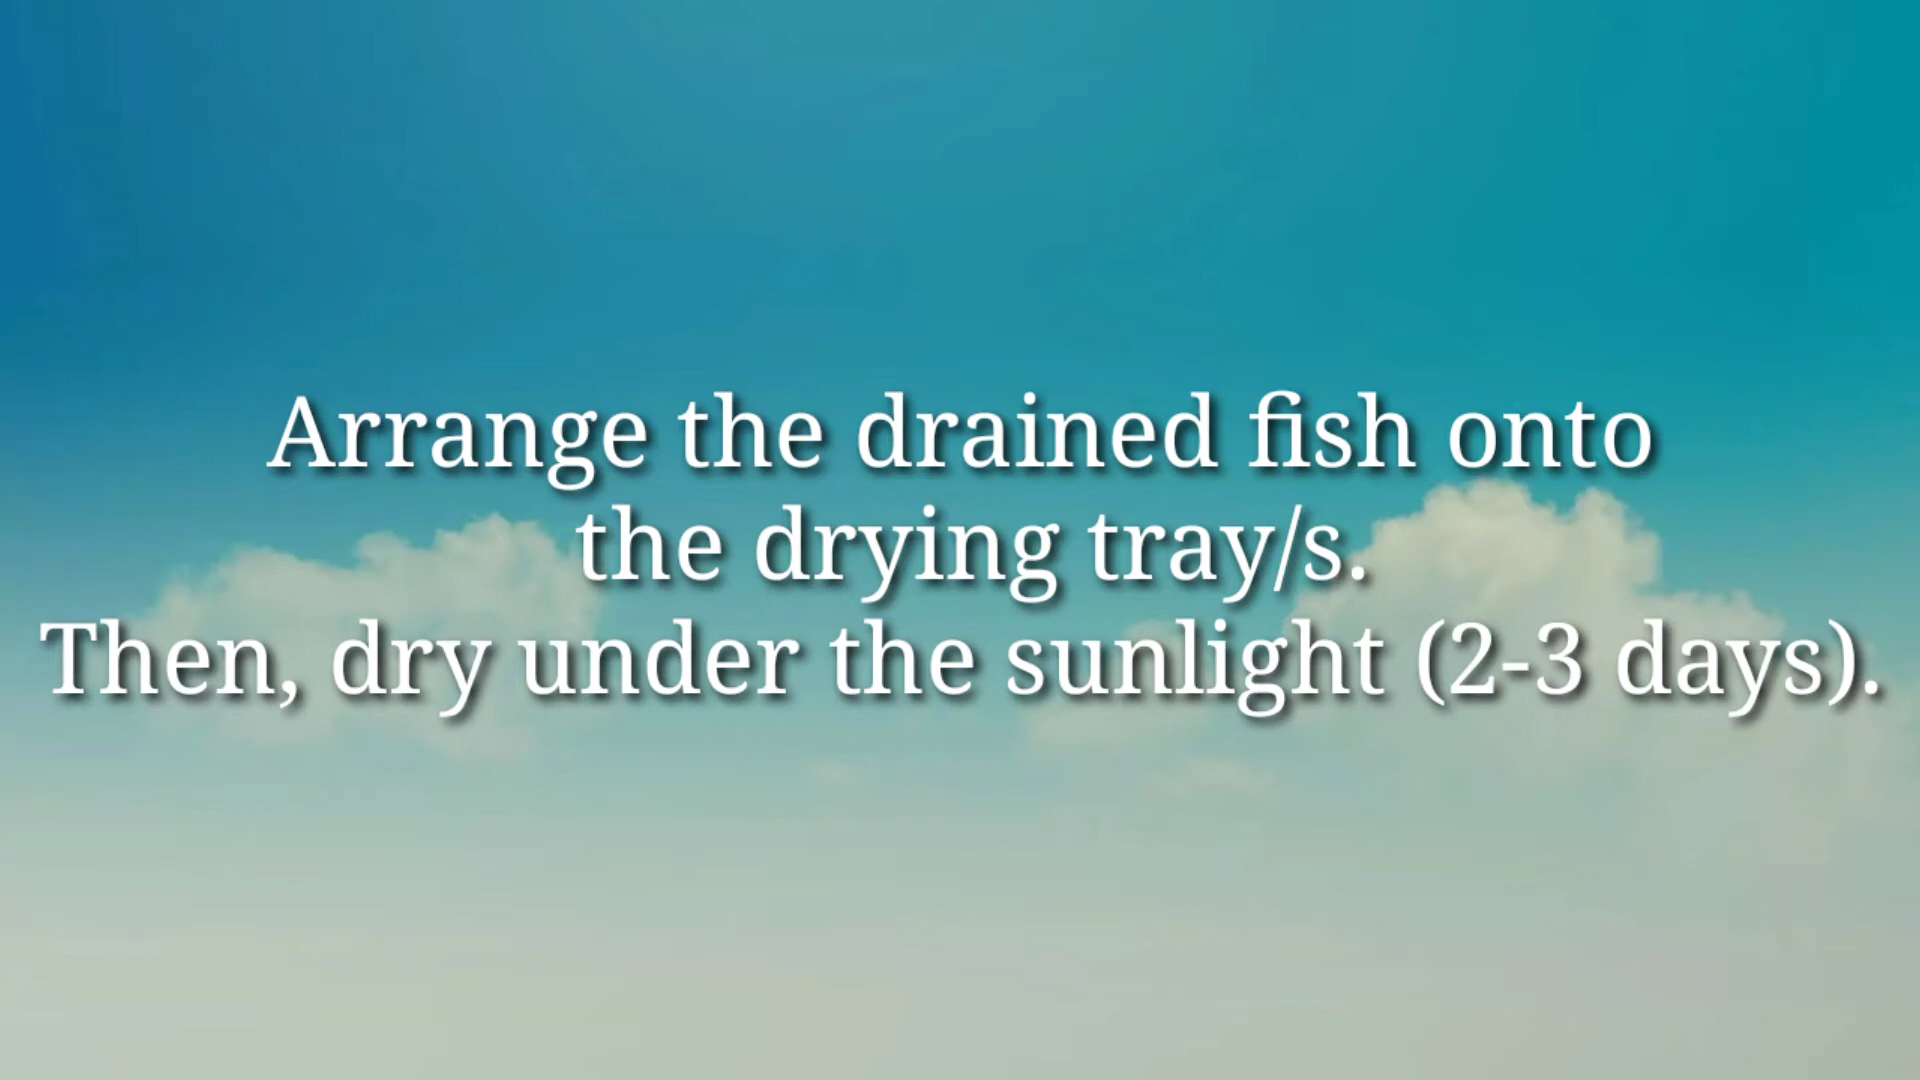 Arrange the drained fish onto
the drying tray/s.
Then, dry under the sunlight (2-3 days).